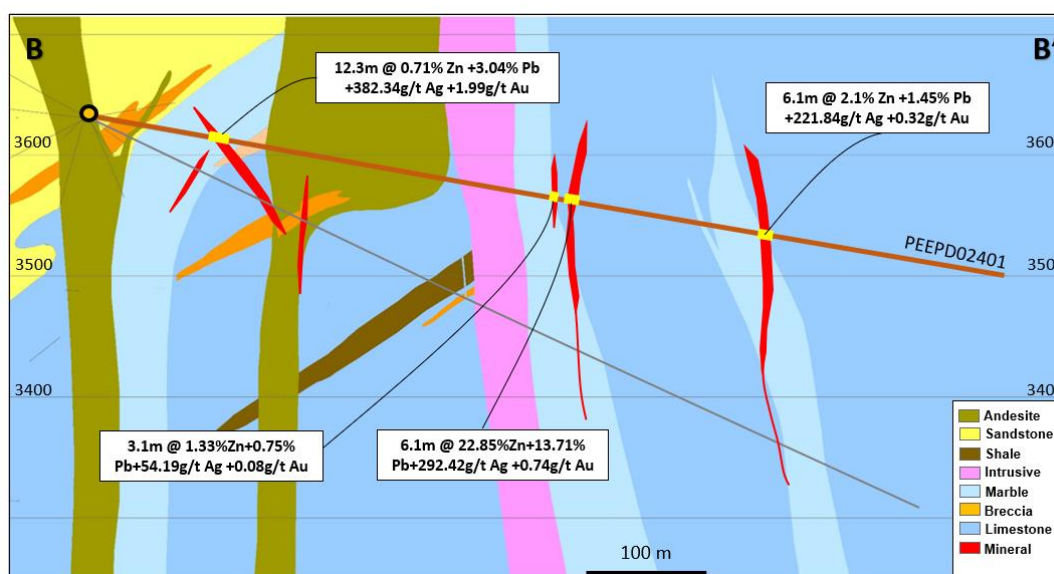 B
B'
12.3m @ 0.71% Zn +3.04% Pb
+382.34g/t Ag +1.99g/t Au
6.1m @ 2.1% Zn +1.45% Pb
+221.84g/t Ag +0.32g/t Au
3600
3600
PEEPD02401
3500
3500
3400
3400
3.1m @ 1.33%Zn+0.75%
Pb+54.19g/t Ag +0.08g/t Au
6.1m @ 22.85%Zn+13.71%
Pb+292.42g/t Ag +0.74g/t Au
Andesite
Sandstone
Shale
Intrusive
Marble
Breccia
Limestone
Mineral
100 m